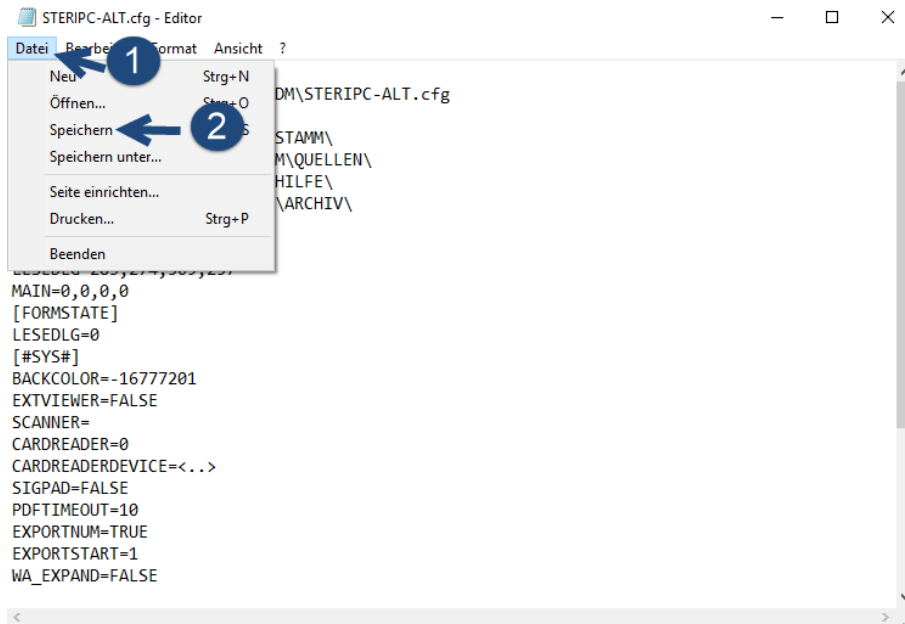 STERIPC-ALT.cfg - Editor
Datei Format Ansicht ?
1
Neu Strg+N
DM\STERIPC-ALT.cfg
Öffnen... Strg+O
Speichern 2 S
STAMM\
Speichern unter...
M\QUELLEN\
HILFE\
Seite einrichten...
\ARCHIV\
Drucken... Strg+P
Beenden
MAIN=0,0,0,0
[FORMSTATE]
LESEDLG=0
[#SYS#]
BACKCOLOR=-16777201
EXTVIEWER=FALSE
SCANNER=
CARDREADER=0
CARDREADERDEVICE=<..>
SIGPAD=FALSE
PDFTIMEOUT=10
EXPORTNUM=TRUE
EXPORTSTART=1
WA_EXPAND=FALSE